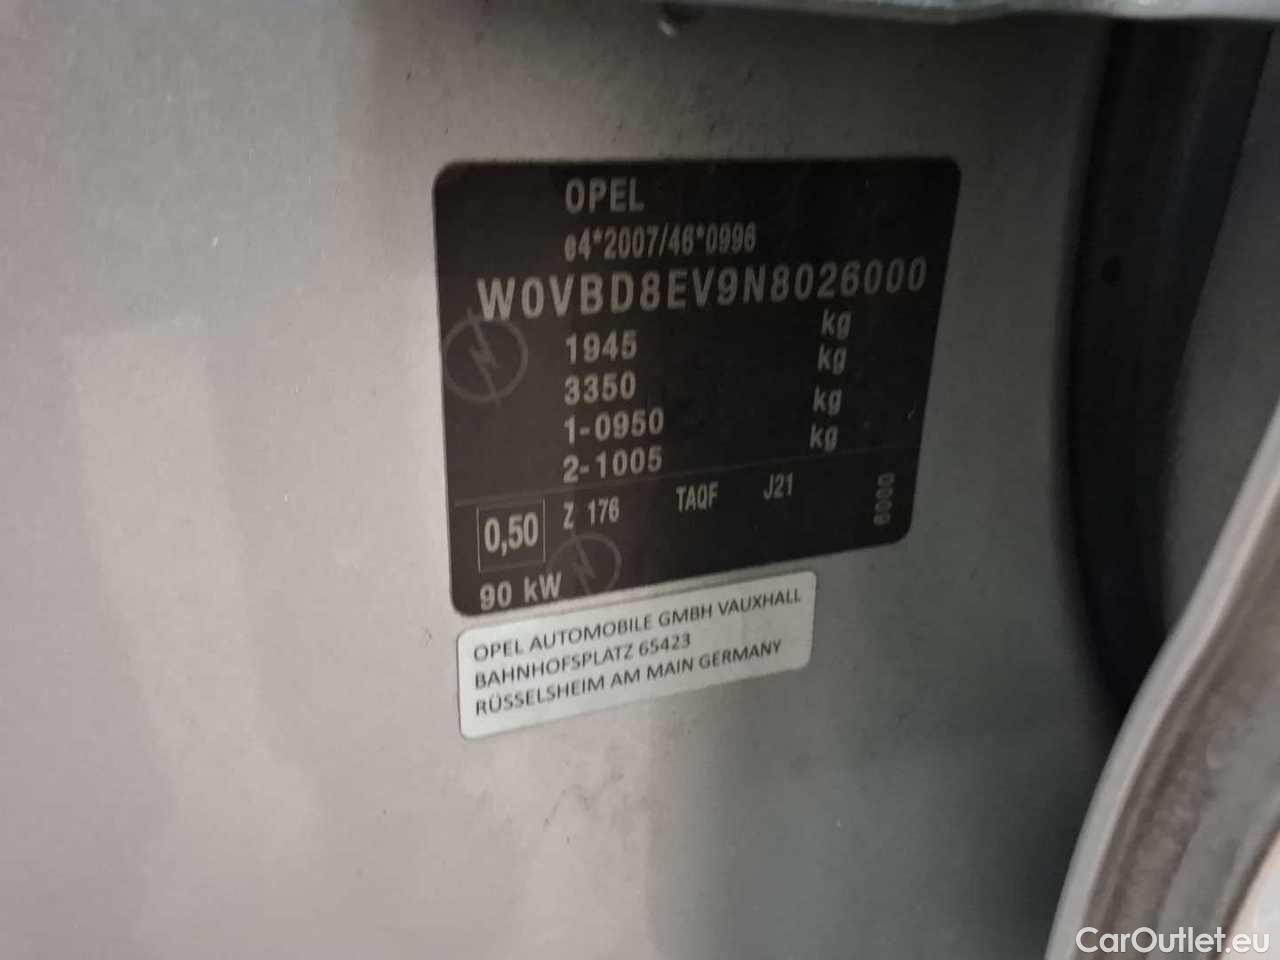 OPEL
e4*2007/46*0996
W0VBD8EV9N8026000
1945 kg
3350 kg
1-0950 kg
2-1005 kg
0,50 Z 176 TAQF J21 6000
90 kW
OPEL AUTOMOBILE GMBH VAUXHALL
BAHNHOFSPLATZ 65423
RÜSSELSHEIM AM MAIN GERMANY
CarOutlet.eu